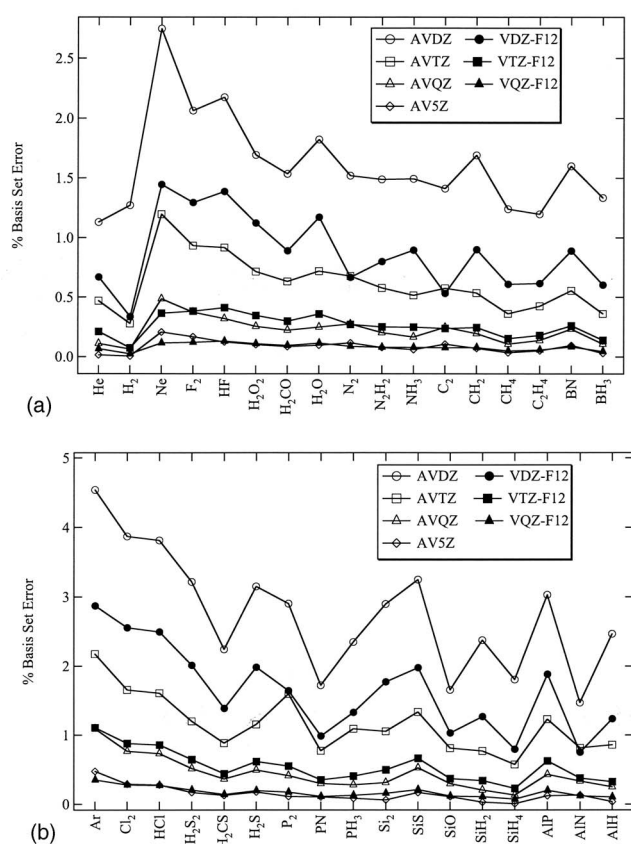 2.5
2.0
1.5
1.0
0.5
0.0
% Basis Set Error
AVDZ VDZ-F12
AVTZ VTZ-F12
AVQZ VQZ-F12
AV5Z
He
H₂
Ne
F₂
HF
H₂O₂
H₂CO
H₂O
N₂
N₂H₂
NH₃
C₂
CH₂
CH₄
C₂H₄
BN
BH₃
(a)
5
4
3
2
1
0
% Basis Set Error
AVDZ VDZ-F12
AVTZ VTZ-F12
AVQZ VQZ-F12
AV5Z
Ar
Cl₂
HCl
H₂S₂
H₂CS
H₂S
P₂
PN
PH₃
Si₂
SiS
SiO
SiH₂
SiH₄
AlP
AlN
AlH
(b)